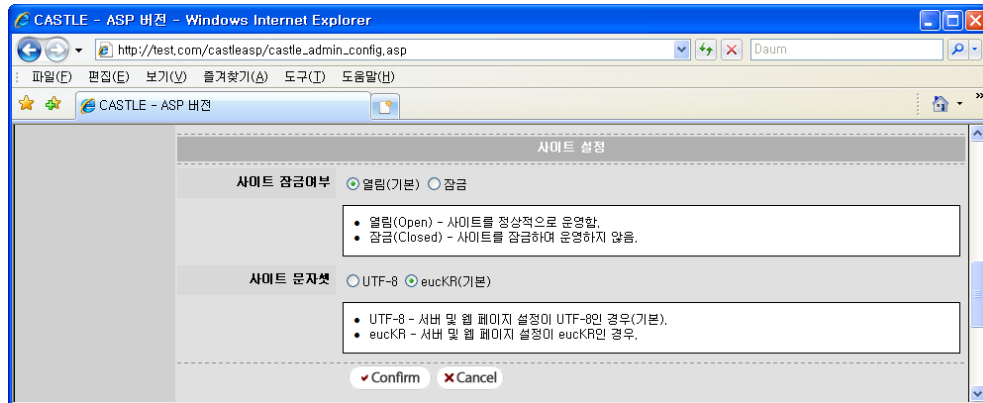 CASTLE - ASP 버전 - Windows Internet Explorer
http://test.com/castleasp/castle_admin_config.asp
Daum
파일(F) 편집(E) 보기(V) 즐겨찾기(A) 도구(T) 도움말(H)
CASTLE - ASP 버전
사이트 설정
사이트 잠금여부 열림(기본) 잠금
• 열림(Open) - 사이트를 정상적으로 운영함.
• 잠금(Closed) - 사이트를 잠금하여 운영하지 않음.
사이트 문자셋 UTF-8 eucKR(기본)
• UTF-8 - 서버 및 웹 페이지 설정이 UTF-8인 경우(기본).
• eucKR - 서버 및 웹 페이지 설정이 eucKR인 경우.
Confirm Cancel